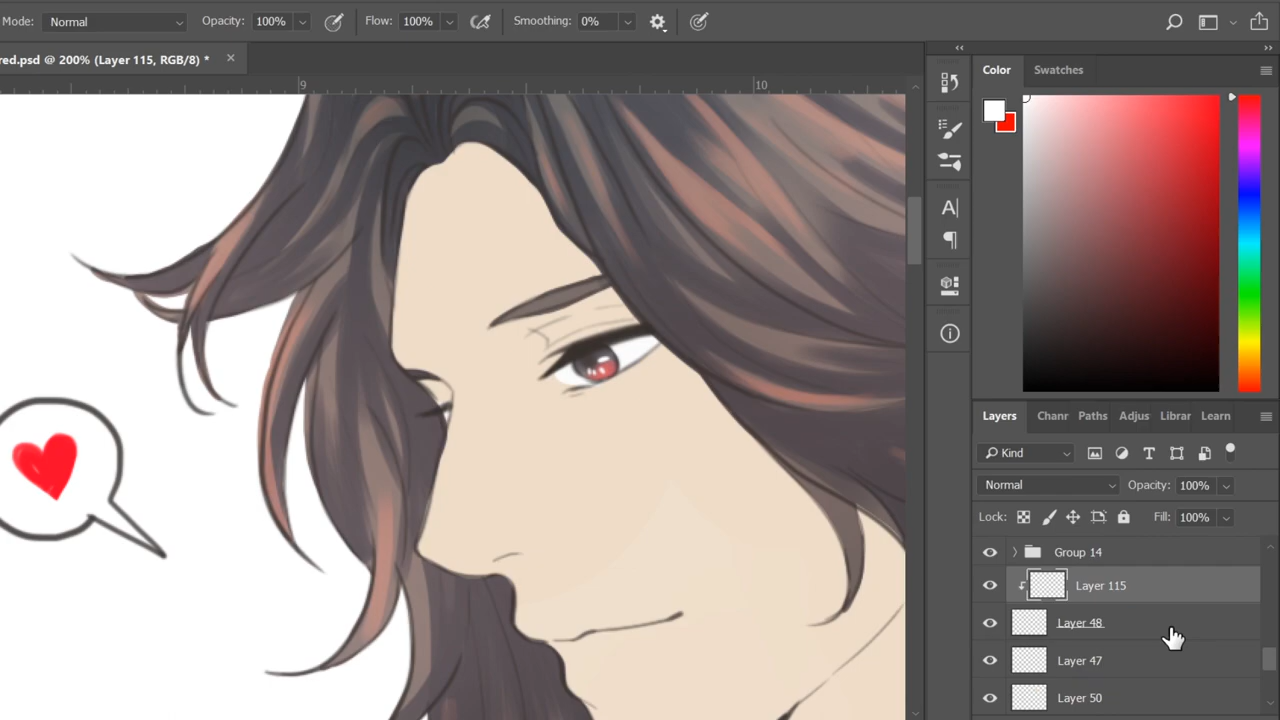 Mode: Normal Opacity: 100% Flow: 100% Smoothing: 0%
red.psd @ 200% (Layer 115, RGB/8) *
9 10
Color Swatches
Layers Chanr Paths Adjus Librar Learn
Kind
Normal Opacity: 100%
Lock: Fill: 100%
Group 14
Layer 115
Layer 48
Layer 47
Layer 50